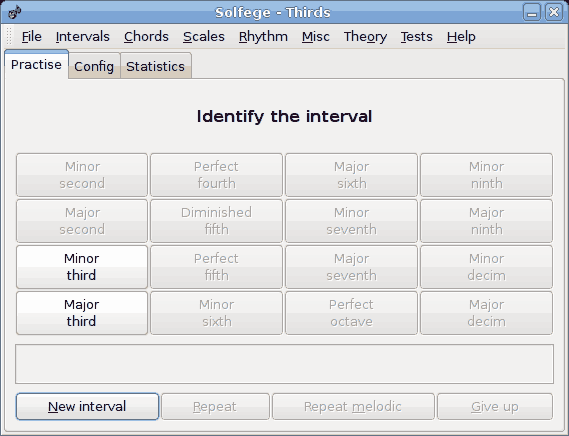 Solfege - Thirds
File Intervals Chords Scales Rhythm Misc Theory Tests Help
Practise Config Statistics
Identify the interval
Minor second
Perfect fourth
Major sixth
Minor ninth
Major second
Diminished fifth
Minor seventh
Major ninth
Minor third
Perfect fifth
Major seventh
Minor decim
Major third
Minor sixth
Perfect octave
Major decim
New interval Repeat Repeat melodic Give up